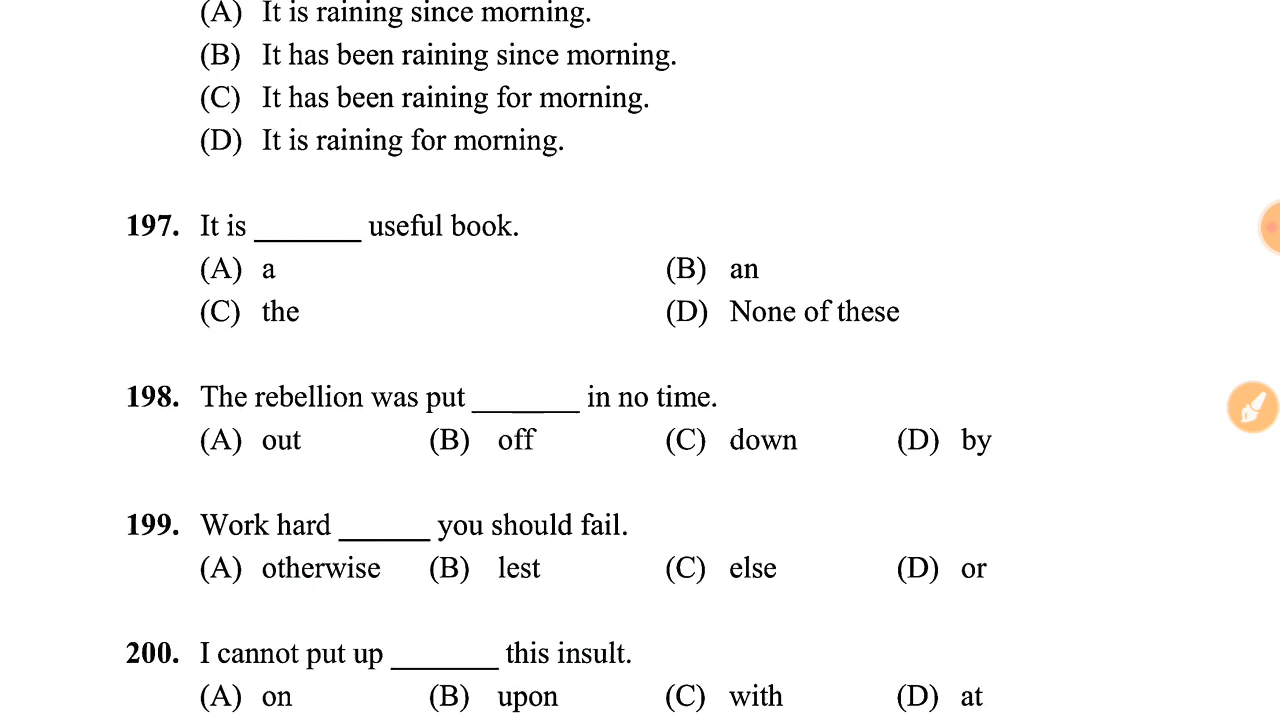 (A) It is raining since morning.
(B) It has been raining since morning.
(C) It has been raining for morning.
(D) It is raining for morning.
197. It is ________ useful book.
(A) a (B) an
(C) the (D) None of these
198. The rebellion was put ________ in no time.
(A) out (B) off (C) down (D) by
199. Work hard _______ you should fail.
(A) otherwise (B) lest (C) else (D) or
200. I cannot put up ________ this insult.
(A) on (B) upon (C) with (D) at